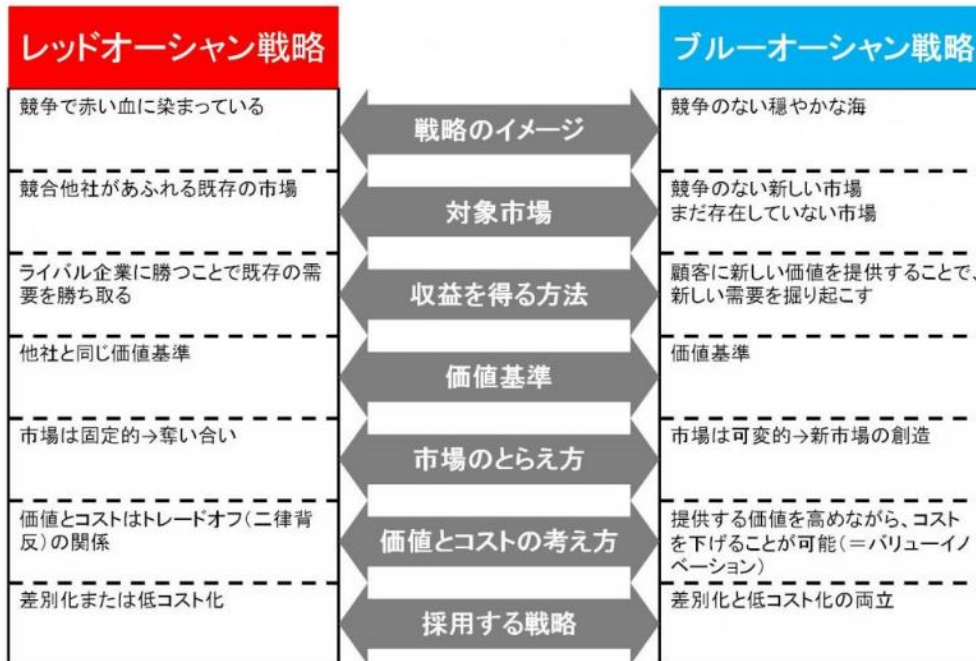 レッドオーシャン戦略
ブルーオーシャン戦略
競争で赤い血に染まっている
戦略のイメージ
競争のない穏やかな海
競合他社があふれる既存の市場
対象市場
競争のない新しい市場
まだ存在していない市場
ライバル企業に勝つことで既存の需
要を勝ち取る
収益を得る方法
顧客に新しい価値を提供することで、
新しい需要を掘り起こす
他社と同じ価値基準
価値基準
価値基準
市場は固定的→奪い合い
市場のとらえ方
市場は可変的→新市場の創造
価値とコストはトレードオフ(二律背
反)の関係
価値とコストの考え方
提供する価値を高めながら、コスト
を下げることが可能(=バリューイノ
ベーション)
差別化または低コスト化
採用する戦略
差別化と低コスト化の両立